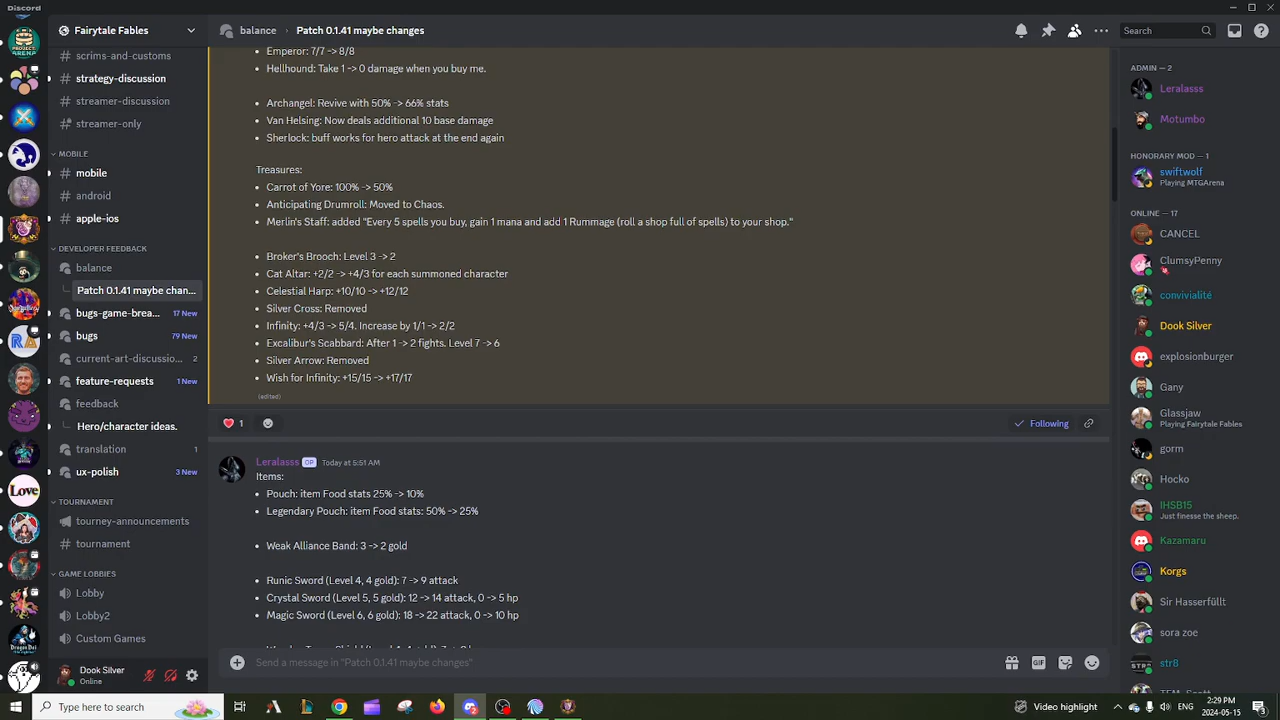 Discord
Fairytale Fables
balance
Patch 0.1.41 maybe changes
Search
scrims-and-customs
strategy-discussion
streamer-discussion
streamer-only
MOBILE
mobile
android
apple-ios
DEVELOPER FEEDBACK
balance
Patch 0.1.41 maybe chan...
bugs-game-brea... 17 New
bugs 79 New
current-art-discussio... 2
feature-requests 1 New
feedback
Hero/character ideas.
translation 1
ux-polish 3 New
TOURNAMENT
tourney-announcements
tournament
GAME LOBBIES
Lobby
Lobby2
Custom Games
Dook Silver
Online
• Emperor: 7/7 -> 8/8
• Hellhound: Take 1 -> 0 damage when you buy me.
• Archangel: Revive with 50% -> 66% stats
• Van Helsing: Now deals additional 10 base damage
• Sherlock: buff works for hero attack at the end again
Treasures:
• Carrot of Yore: 100% -> 50%
• Anticipating Drumroll: Moved to Chaos.
• Merlin's Staff: added "Every 5 spells you buy, gain 1 mana and add 1 Rummage (roll a shop full of spells) to your shop."
• Broker's Brooch: Level 3 -> 2
• Cat Altar: +2/2 -> +4/3 for each summoned character
• Celestial Harp: +10/10 -> +12/12
• Silver Cross: Removed
• Infinity: +4/3 -> 5/4. Increase by 1/1 -> 2/2
• Excalibur's Scabbard: After 1 -> 2 fights. Level 7 -> 6
• Silver Arrow: Removed
• Wish for Infinity: +15/15 -> +17/17
(edited)
1
Following
Leralasss OP Today at 5:51 AM
Items:
• Pouch: item Food stats 25% -> 10%
• Legendary Pouch: item Food stats: 50% -> 25%
• Weak Alliance Band: 3 -> 2 gold
• Runic Sword (Level 4, 4 gold): 7 -> 9 attack
• Crystal Sword (Level 5, 5 gold): 12 -> 14 attack, 0 -> 5 hp
• Magic Sword (Level 6, 6 gold): 18 -> 22 attack, 0 -> 10 hp
Send a message in "Patch 0.1.41 maybe changes"
GIF
ADMIN — 2
Leralasss
Motumbo
HONORARY MOD — 1
swiftwolf
Playing MTGArena
ONLINE — 17
CANCEL
ClumsyPenny
convivialité
Dook Silver
explosionburger
Gany
Glassjaw
Playing Fairytale Fables
gorm
Hocko
IHSB15
Just finesse the sheep.
Kazamaru
Korgs
Sir Hasserfüllt
sora zoe
str8
Type here to search
Video highlight
2:29 PM
2024-05-15